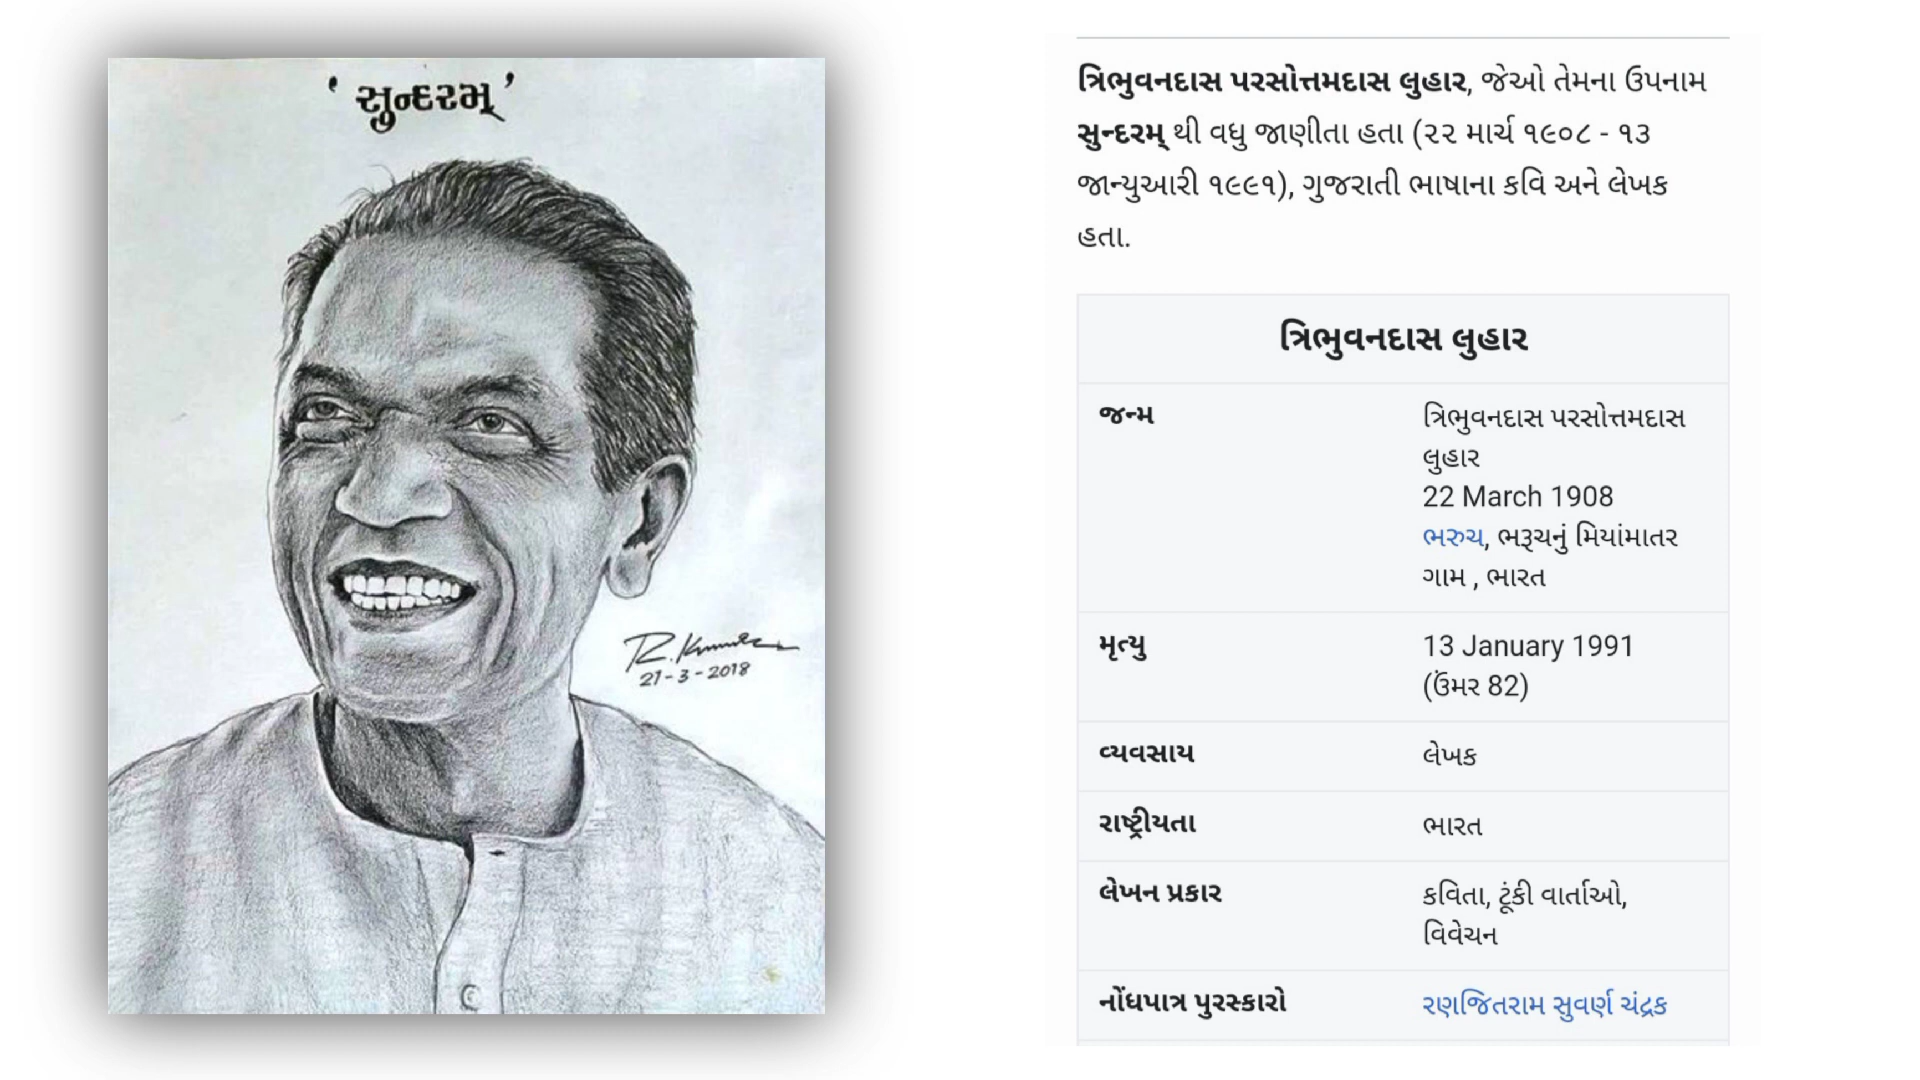 ‘ સુન્દરમ્ ’
21-3-2018
ત્રિભુવનદાસ પરસોત્તમદાસ લુહાર, જેઓ તેમના ઉપનામ
સુન્દરમ્ થી વધુ જાણીતા હતા (૨૨ માર્ચ ૧૯૦૮ - ૧૩
જાન્યુઆરી ૧૯૯૧), ગુજરાતી ભાષાના કવિ અને લેખક
હતા.
ત્રિભુવનદાસ લુહાર
જન્મ ત્રિભુવનદાસ પરસોત્તમદાસ
લુહાર
22 March 1908
ભરુચ, ભરૂચનું મિયાંમાતર
ગામ , ભારત
મૃત્યુ 13 January 1991
(ઉંમર 82)
વ્યવસાય લેખક
રાષ્ટ્રીયતા ભારત
લેખન પ્રકાર કવિતા, ટૂંકી વાર્તાઓ,
વિવેચન
નોંધપાત્ર પુરસ્કારો રણજિતરામ સુવર્ણ ચંદ્રક